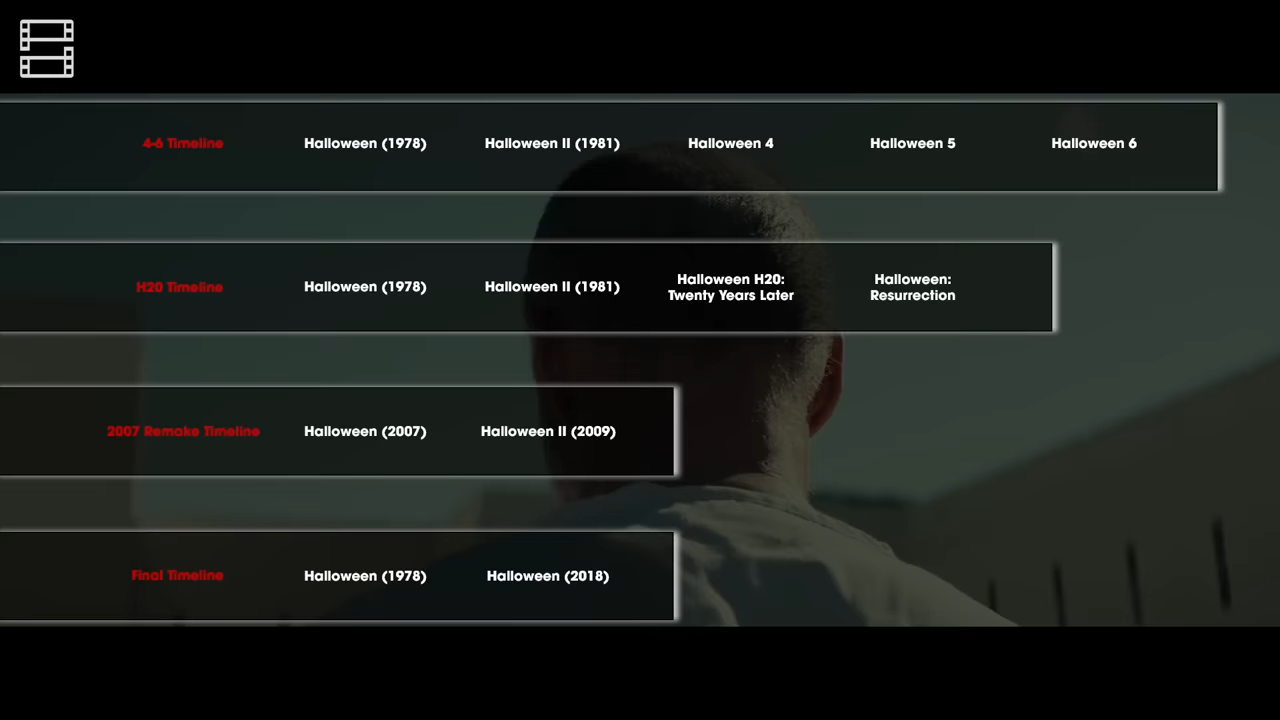 4-6 Timeline Halloween (1978) Halloween II (1981) Halloween 4 Halloween 5 Halloween 6
H20 Timeline Halloween (1978) Halloween II (1981) Halloween H20: Twenty Years Later Halloween: Resurrection
2007 Remake Timeline Halloween (2007) Halloween II (2009)
Final Timeline Halloween (1978) Halloween (2018)